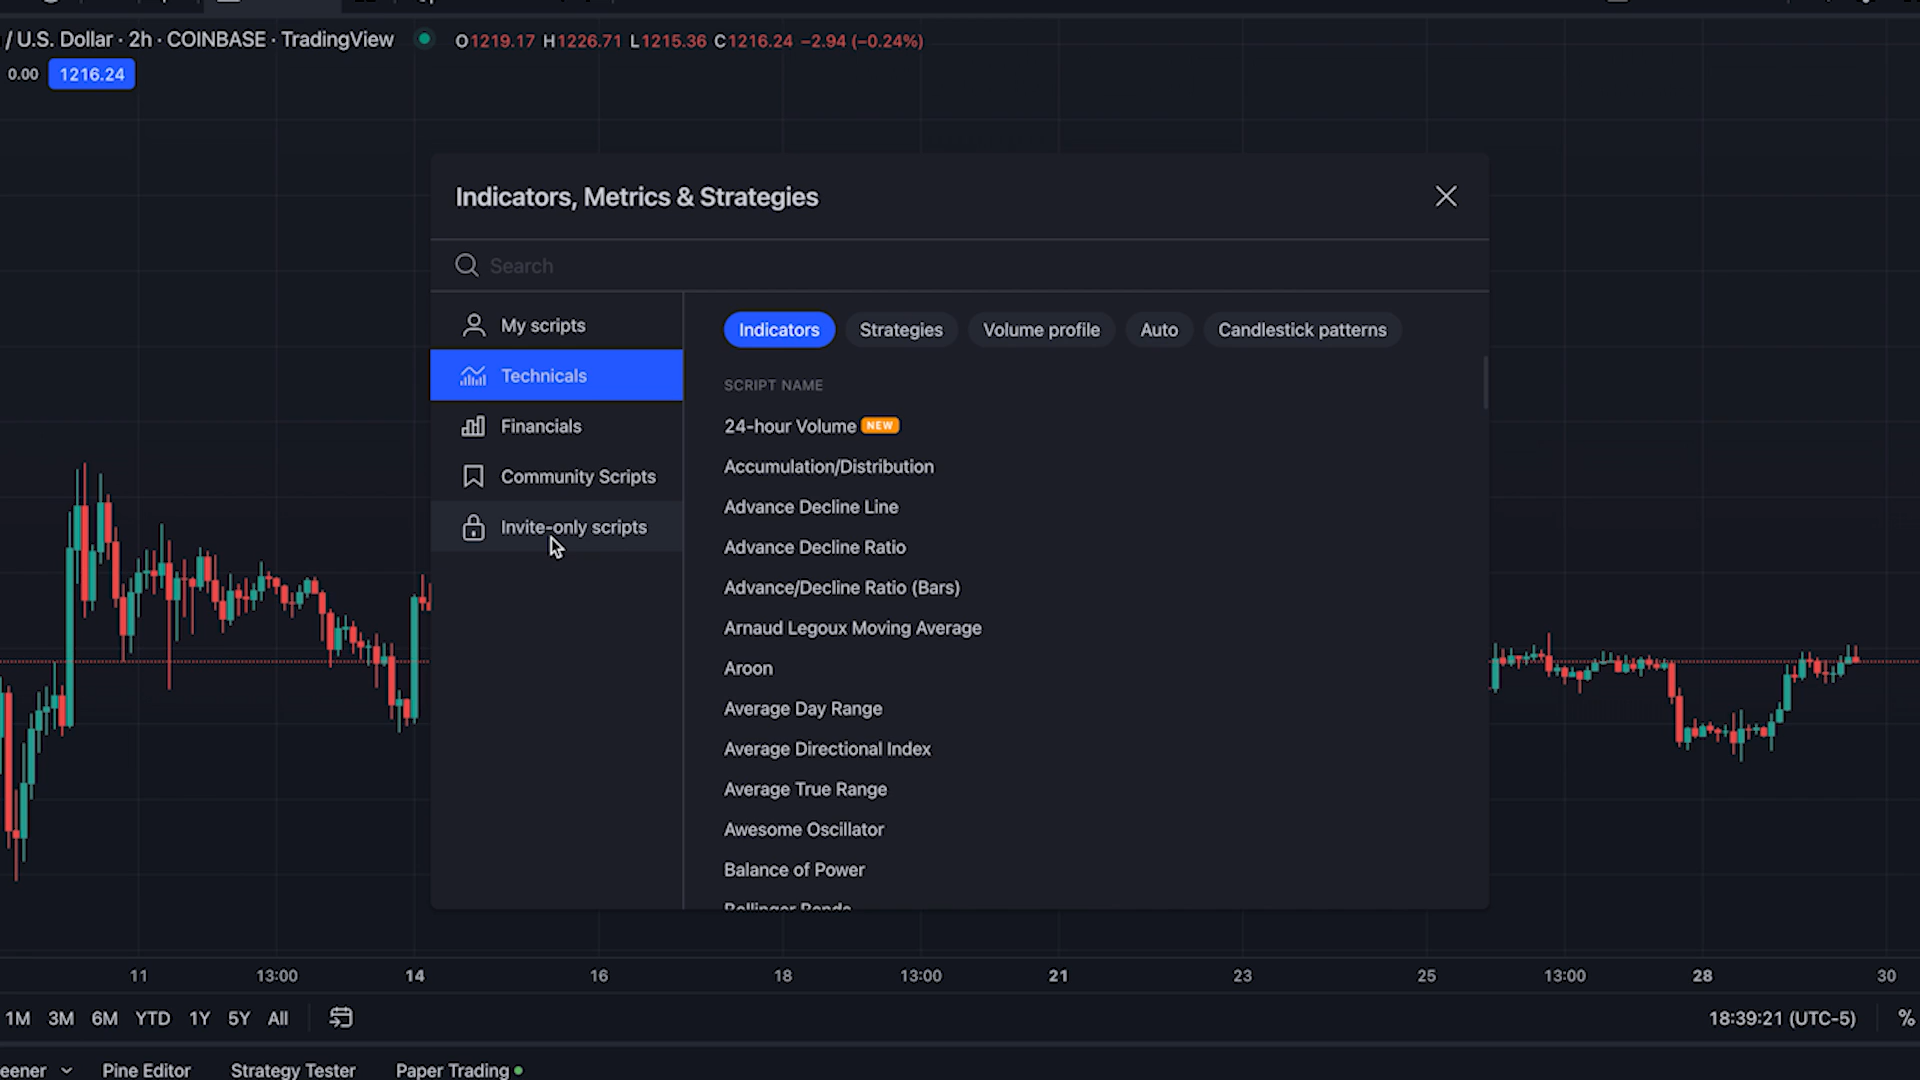 / U.S. Dollar · 2h · COINBASE · TradingView
O1219.17 H1226.71 L1215.36 C1216.24 −2.94 (−0.24%)
0.00 1216.24
Indicators, Metrics & Strategies
Search
My scripts
Technicals
Financials
Community Scripts
Invite-only scripts
Indicators Strategies Volume profile Auto Candlestick patterns
SCRIPT NAME
24-hour Volume NEW
Accumulation/Distribution
Advance Decline Line
Advance Decline Ratio
Advance/Decline Ratio (Bars)
Arnaud Legoux Moving Average
Aroon
Average Day Range
Average Directional Index
Average True Range
Awesome Oscillator
Balance of Power
Bollinger Bands
11 13:00 14 16 18 13:00 21 23 25 13:00 28 30
1M 3M 6M YTD 1Y 5Y All
18:39:21 (UTC-5) %
eener Pine Editor Strategy Tester Paper Trading